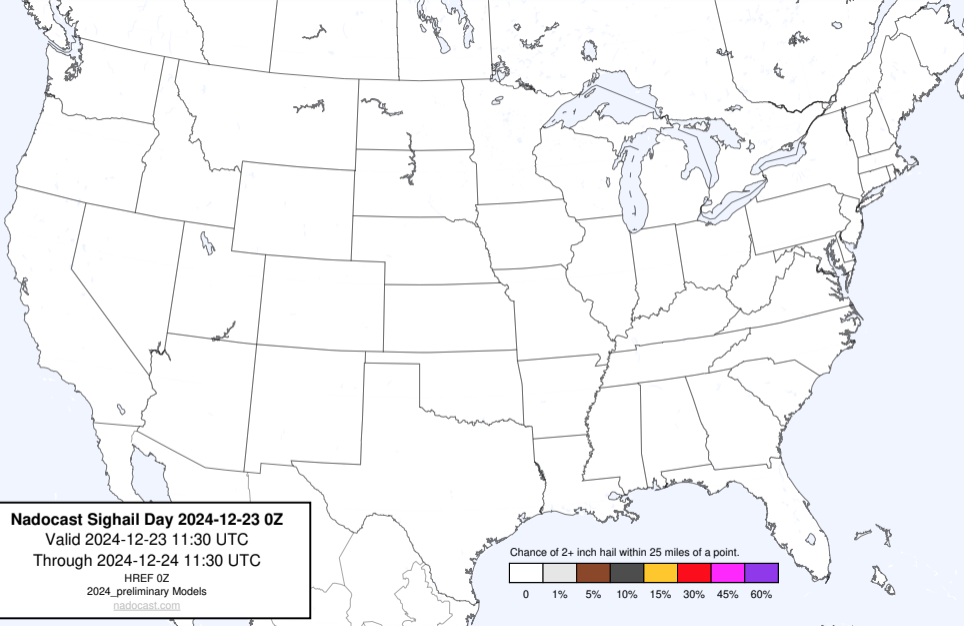 Nadocast Sighail Day 2024-12-23 0Z
Valid 2024-12-23 11:30 UTC
Through 2024-12-24 11:30 UTC
HREF 0Z
2024_preliminary Models
nadocast.com
Chance of 2+ inch hail within 25 miles of a point.
0 1% 5% 10% 15% 30% 45% 60%